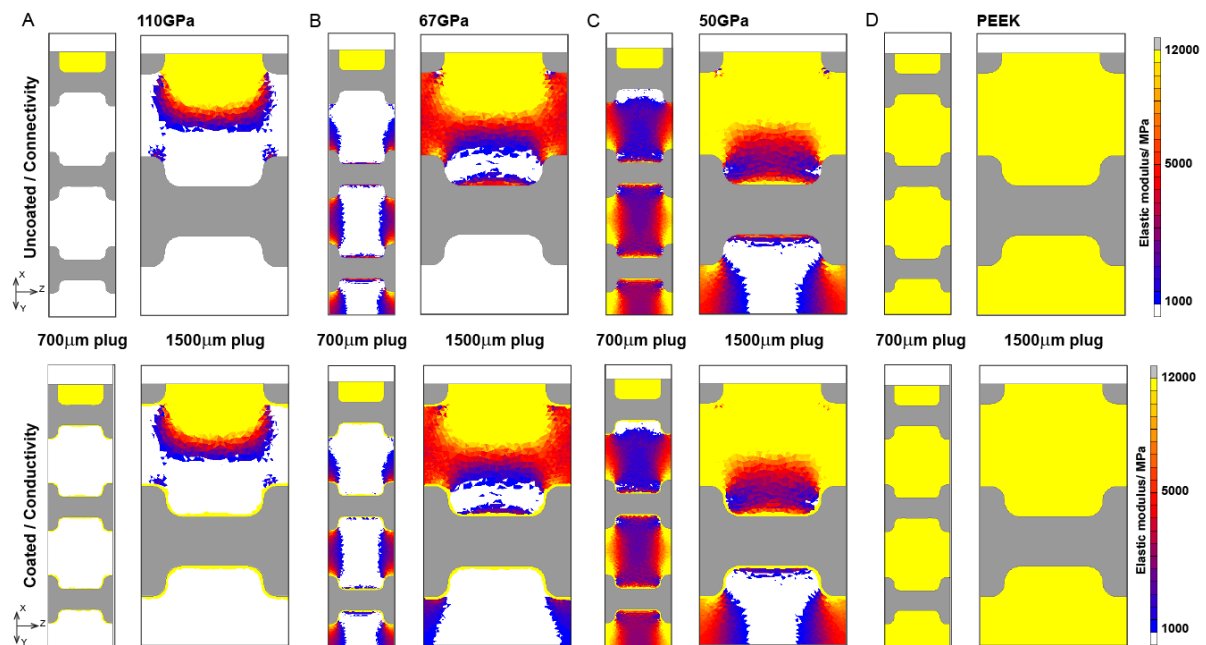 A 110GPa B 67GPa C 50GPa D PEEK
Uncoated / Connectivity
12000
5000
1000
Elastic modulus/ MPa
X
Z
Y
700μm plug 1500μm plug 700μm plug 1500μm plug 700μm plug 1500μm plug 700μm plug 1500μm plug
Coated / Conductivity
12000
5000
1000
Elastic modulus/ MPa
X
Z
Y